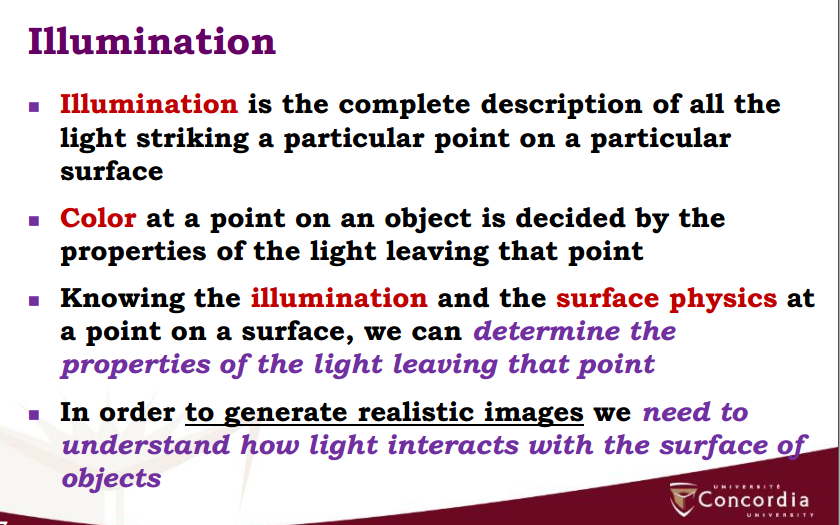 Illumination
▪ Illumination is the complete description of all the
light striking a particular point on a particular
surface
▪ Color at a point on an object is decided by the
properties of the light leaving that point
▪ Knowing the illumination and the surface physics at
a point on a surface, we can determine the
properties of the light leaving that point
▪ In order to generate realistic images we need to
understand how light interacts with the surface of
objects
UNIVERSITÉ
Concordia
UNIVERSITY